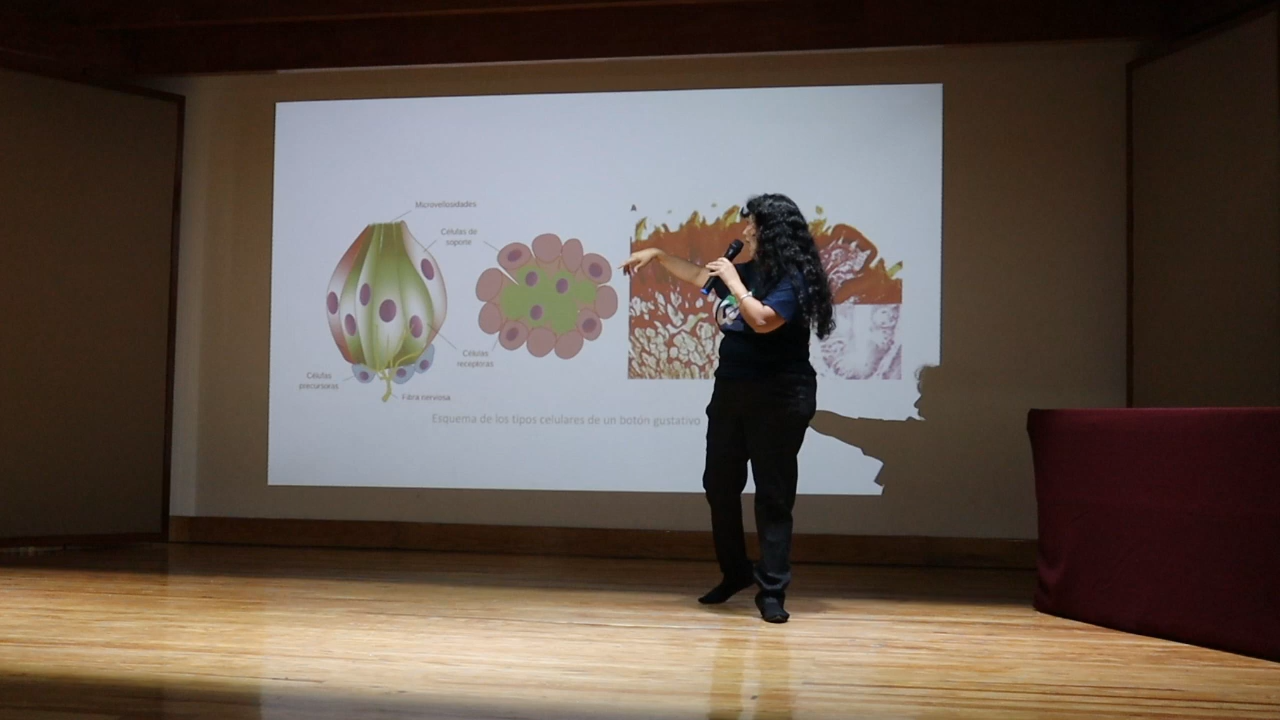 Microvellosidades
Células de
soporte
A
Células
receptoras
Células
precursoras
Fibra nerviosa
Esquema de los tipos celulares de un botón gustativo